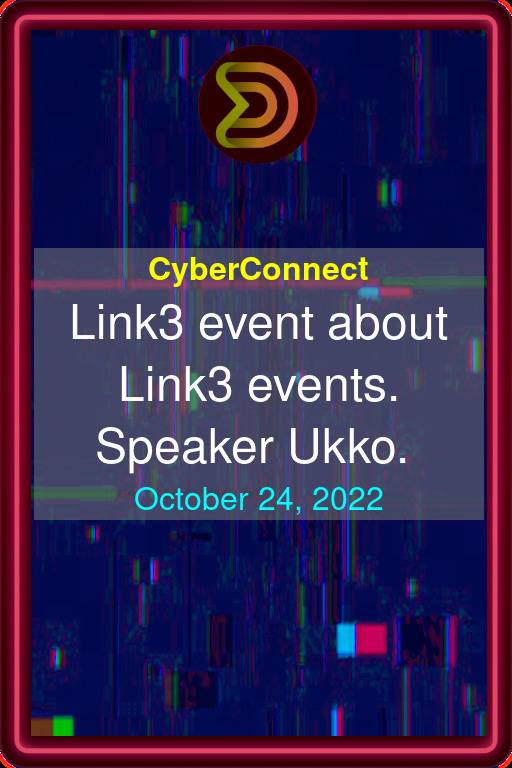 CyberConnect
Link3 event about
Link3 events.
Speaker Ukko.
October 24, 2022